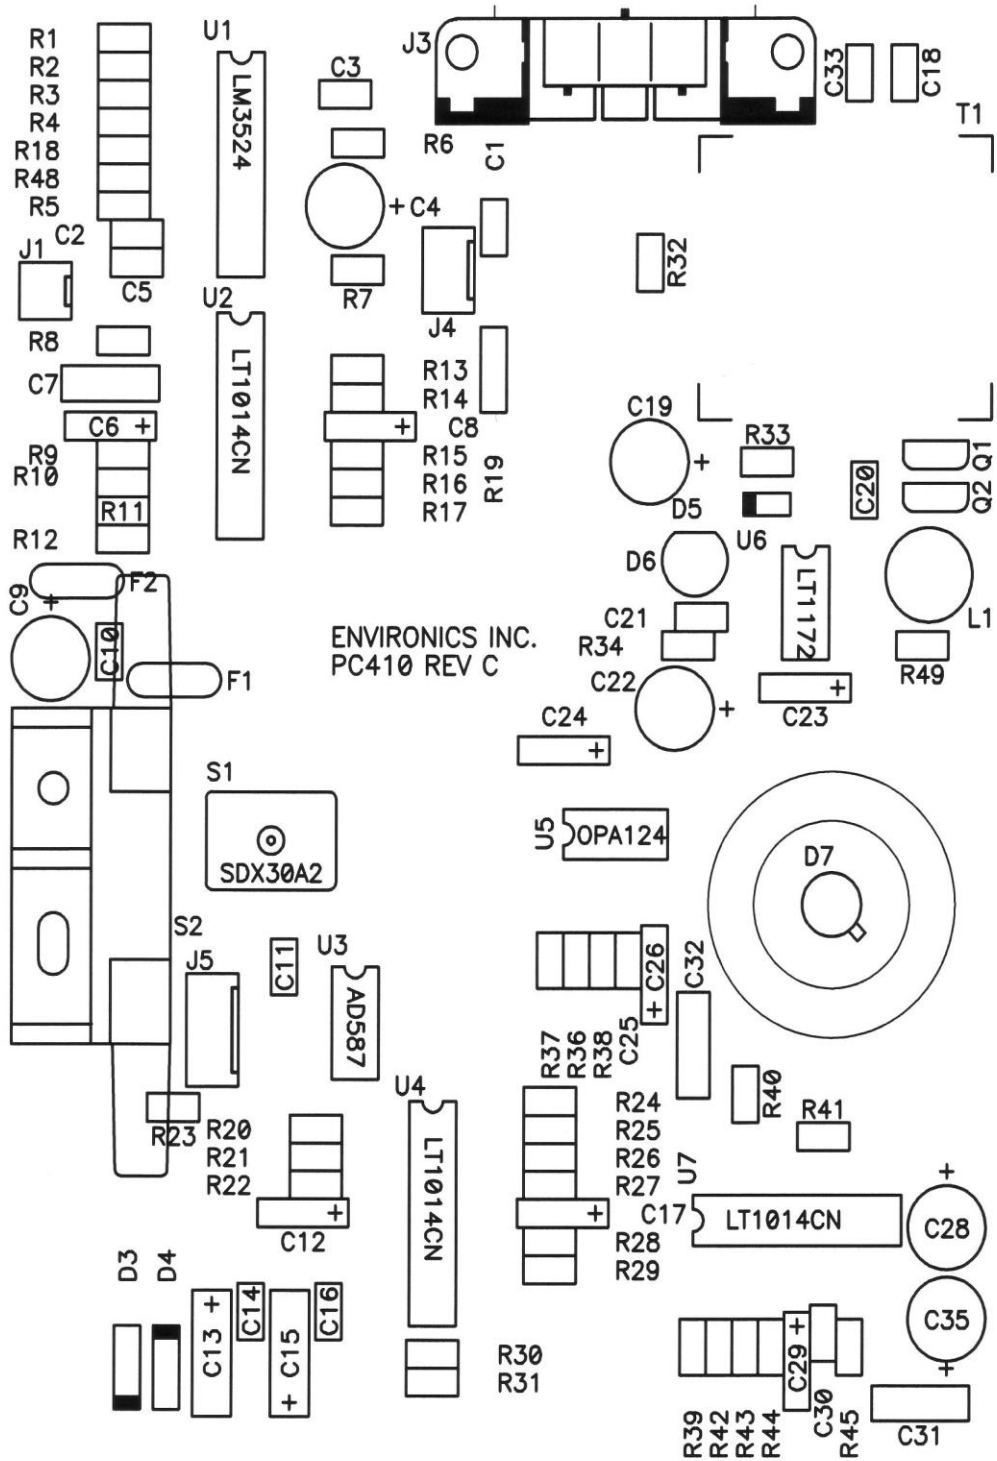 R1
R2
R3
R4
R18
R48
R5
C2
J1
C5
U1
LM3524
C3
J3
R6
C1
+
C4
R7
J4
C33
C18
T1
R32
U2
LT1014CN
R8
C7
C6 +
R9
R10
R11
R12
R13
R14
+
C8
R15
R16
R17
R19
C19
+
R33
D5
C20
Q1
Q2
U6
LT1172
D6
L1
R49
C21
R34
C22
+
+
C23
C9
+
F2
C10
F1
ENVIRONICS INC.
PC410 REV C
C24
+
S1
SDX30A2
U5
OPA124
D7
S2
J5
C11
U3
AD587
C26
+
C32
R37
R36
R38
C25
R40
R41
R23
R20
R21
R22
+
C12
U4
LT1014CN
R24
R25
R26
R27
+
C17
R28
R29
U7
LT1014CN
+
C28
C35
+
D3
D4
C13 +
C14
C15
+
C16
R30
R31
C29 +
C30
R39
R42
R43
R44
R45
C31